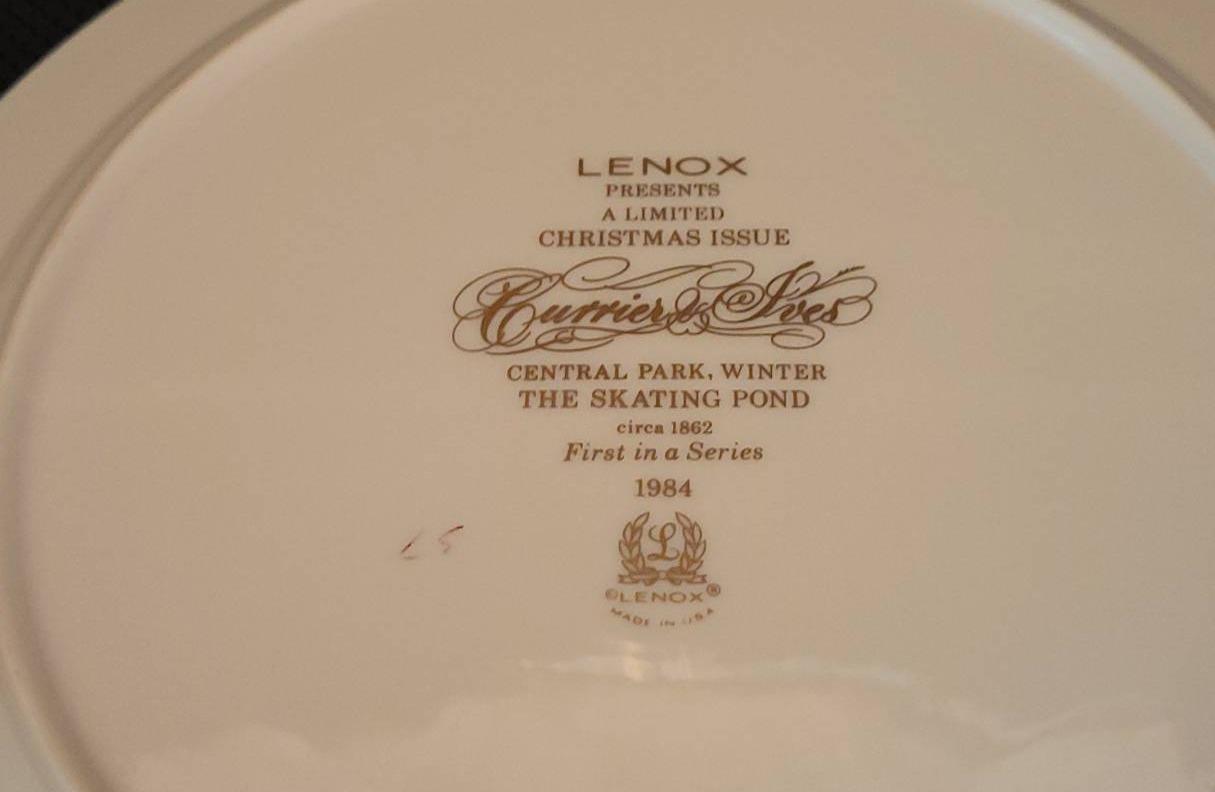 LENOX
PRESENTS
A LIMITED
CHRISTMAS ISSUE
Currier & Ives
CENTRAL PARK, WINTER
THE SKATING POND
circa 1862
First in a Series
1984
L
©LENOX®
MADE IN U.S.A